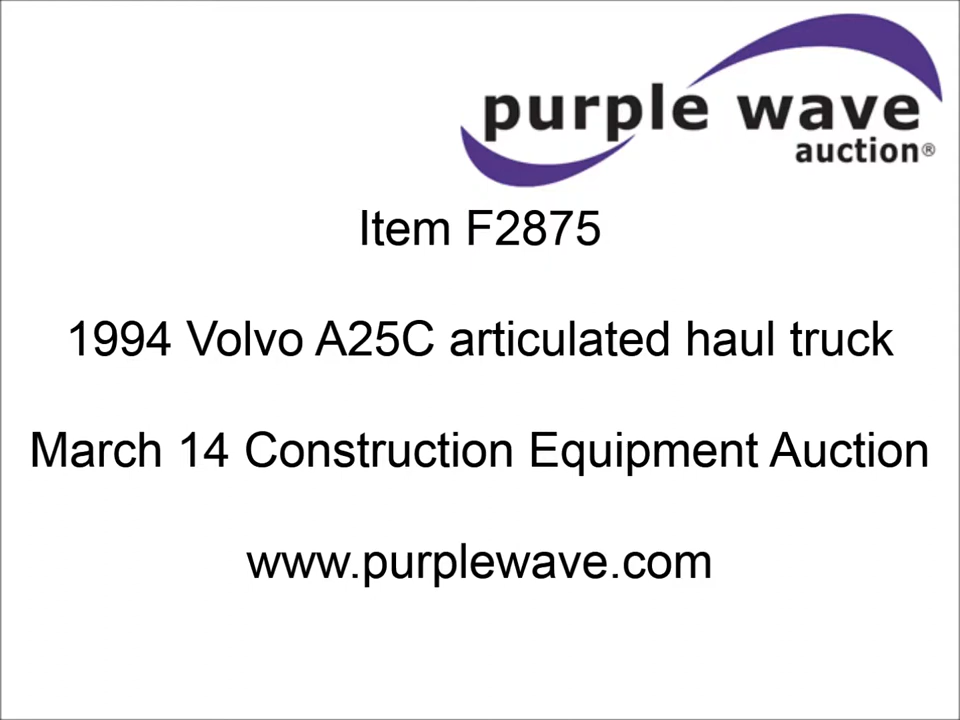 purple wave
auction®
Item F2875
1994 Volvo A25C articulated haul truck
March 14 Construction Equipment Auction
www.purplewave.com